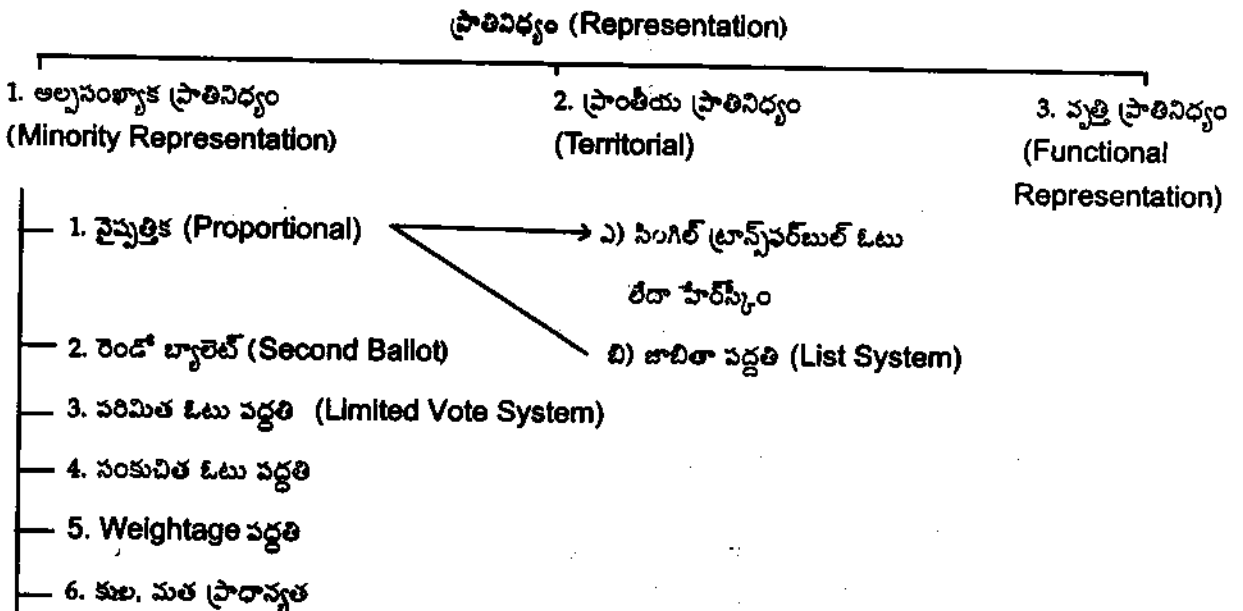 ప్రాతినిధ్యం (Representation)
1. అల్పసంఖ్యాక ప్రాతినిధ్యం
(Minority Representation)
2. ప్రాంతీయ ప్రాతినిధ్యం
(Territorial)
3. వృత్తి ప్రాతినిధ్యం
(Functional
Representation)
1. నైష్పత్తిక (Proportional)
ఎ) సింగిల్ ట్రాన్స్‌ఫర్‌బుల్ ఓటు
లేదా హేర్‌స్కీం
2. రెండో బ్యాలెట్ (Second Ballot)
బి) జాబితా పద్దతి (List System)
3. పరిమిత ఓటు పద్ధతి (Limited Vote System)
4. సంకుచిత ఓటు పద్ధతి
5. Weightage పద్ధతి
6. కుల, మత ప్రాధాన్యత